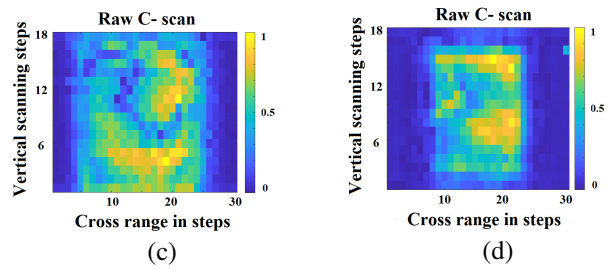 Raw C- scan
Vertical scanning steps
18
12
6
10
20
30
Cross range in steps
1
0.5
0
(c)
Raw C- scan
Vertical scanning steps
18
12
6
10
20
30
Cross range in steps
1
0.5
0
(d)